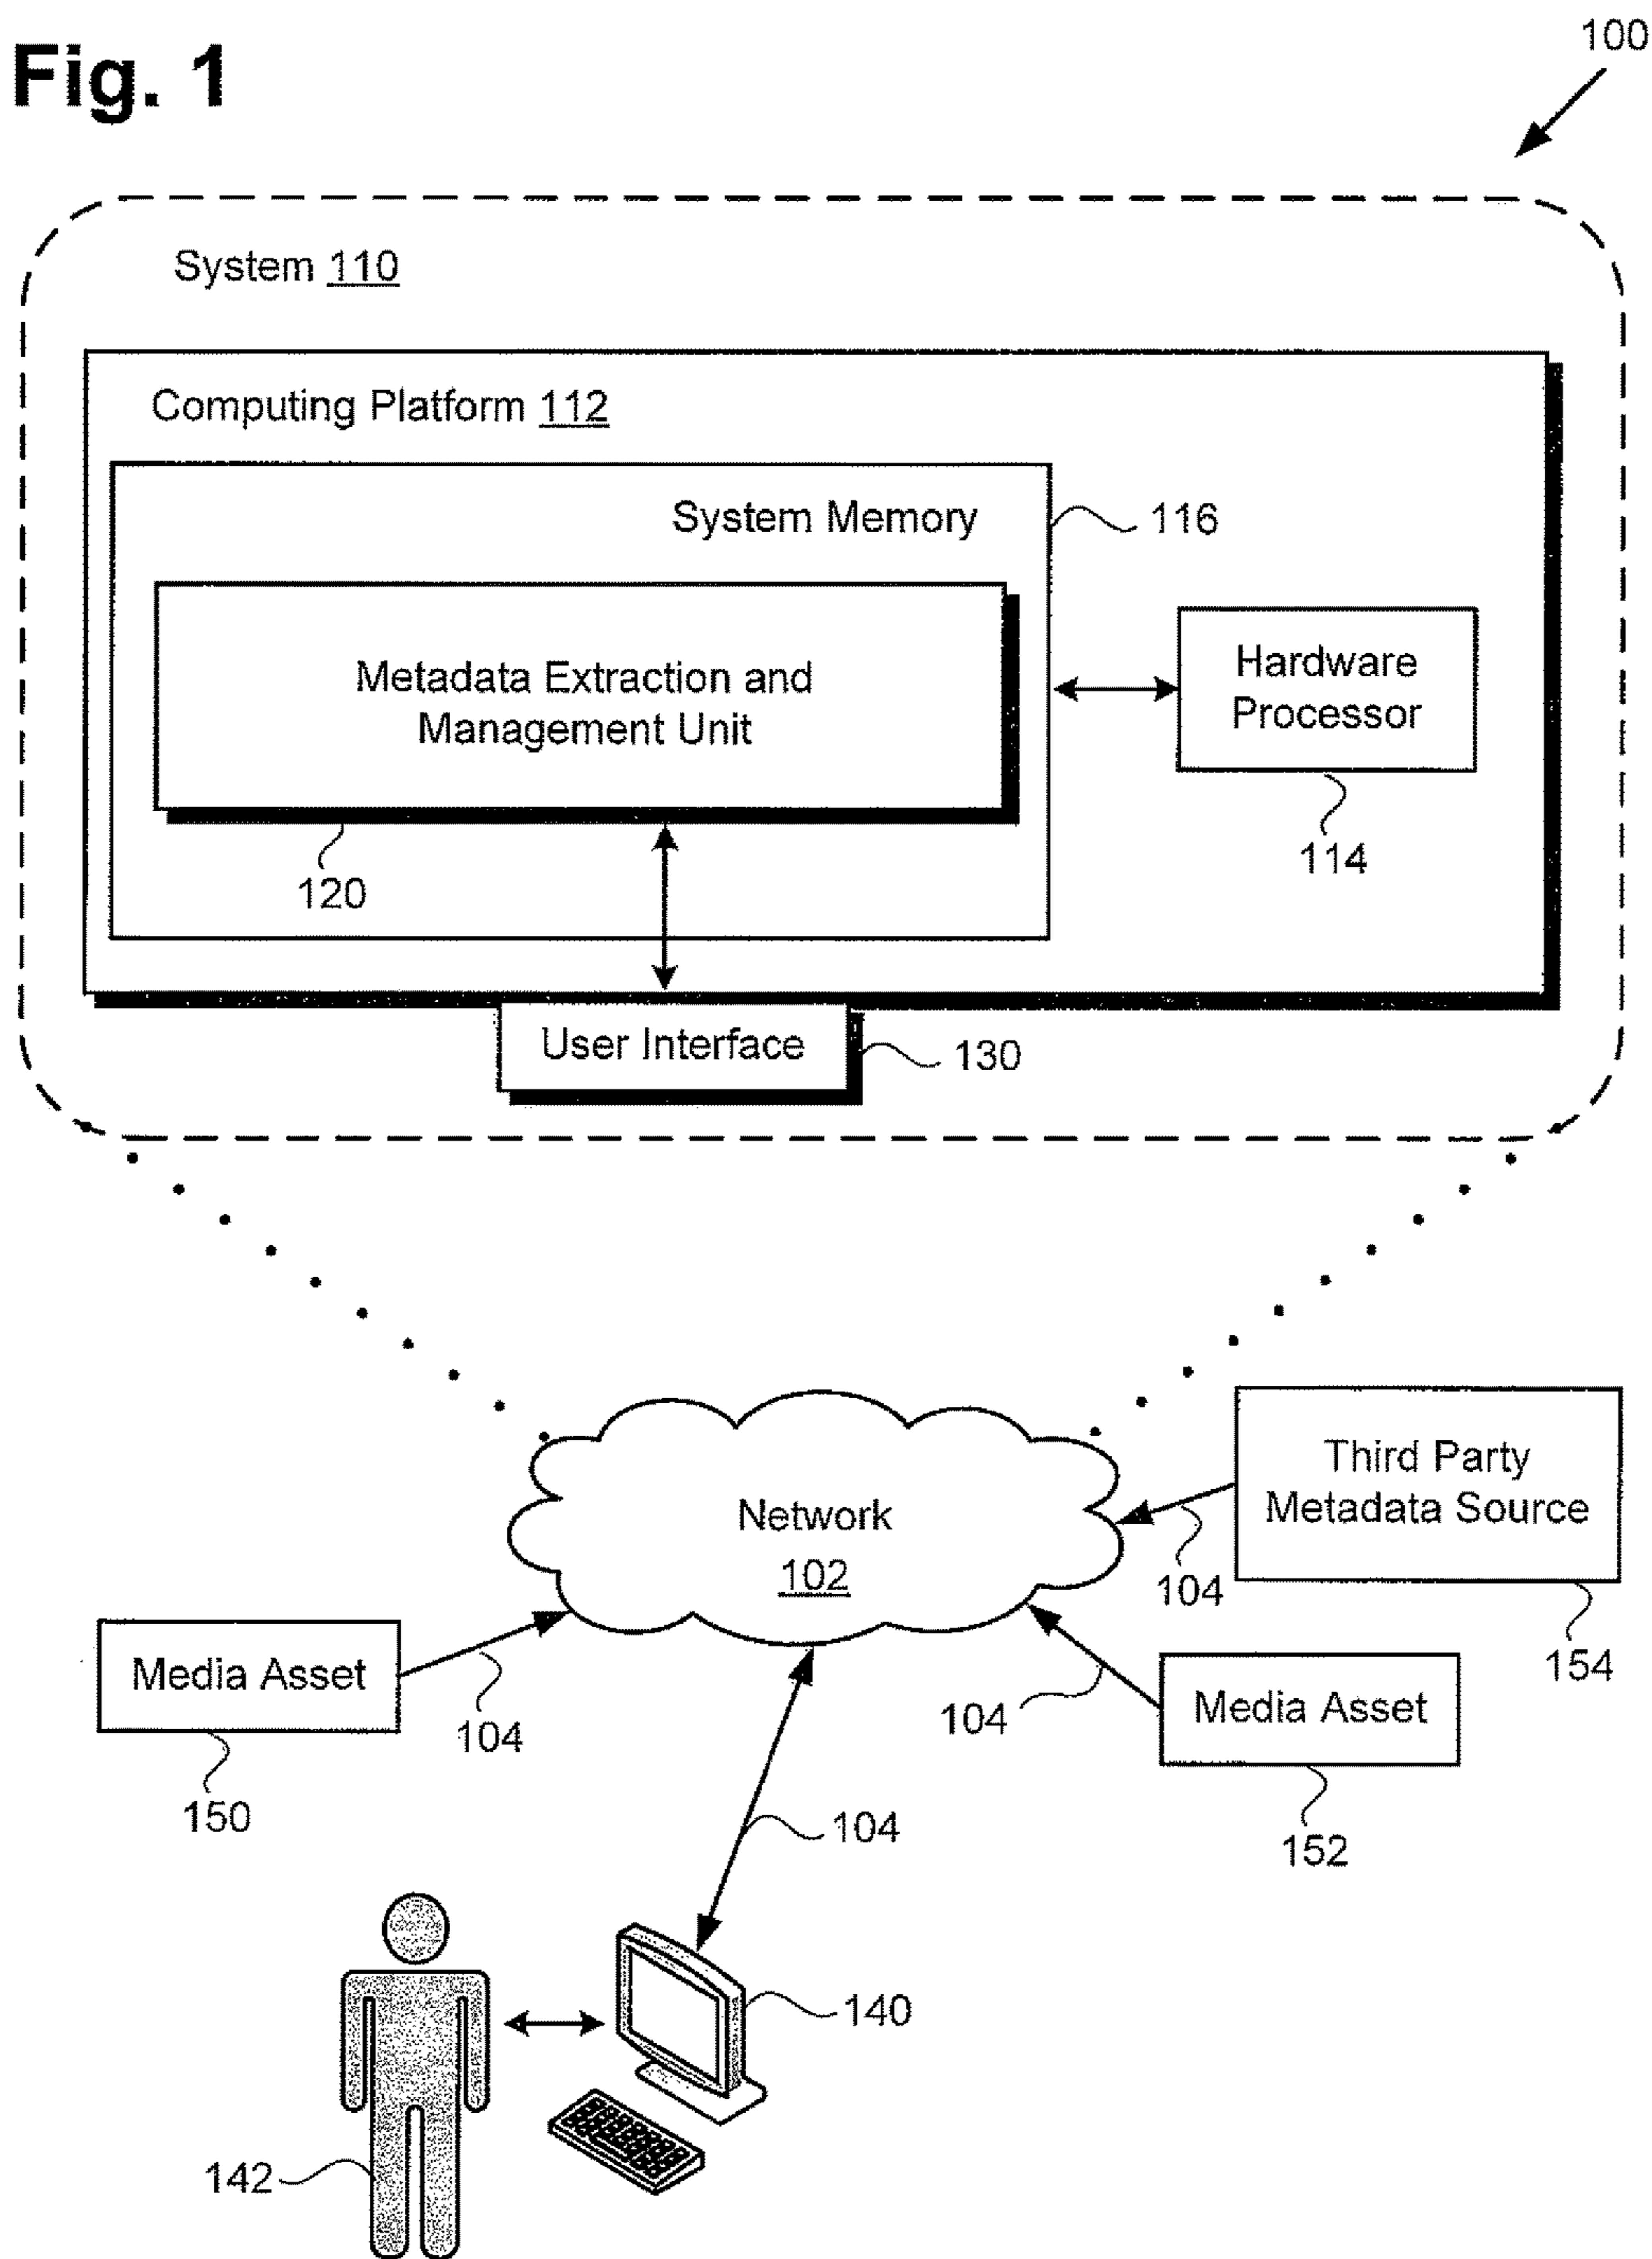 Fig. 1
100
System 110
Computing Platform 112
System Memory
116
Metadata Extraction and
Management Unit
Hardware
Processor
114
120
User Interface
130
Third Party
Metadata Source
Network
102
104
154
Media Asset
104
104
Media Asset
150
104
152
140
142